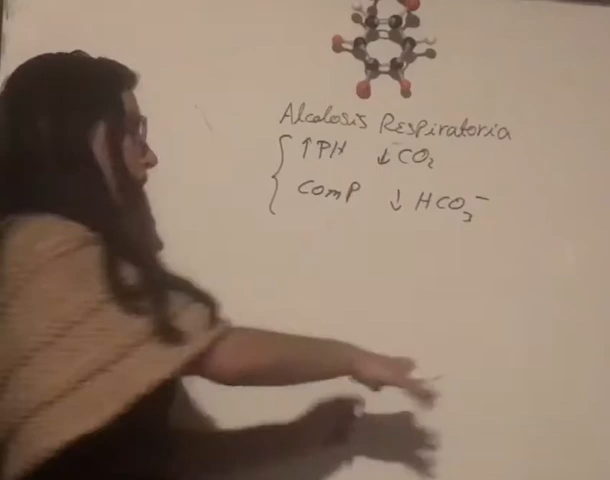 Alcalosis Respiratoria
↑PH ↓CO₂
COMP ↓HCO₃⁻